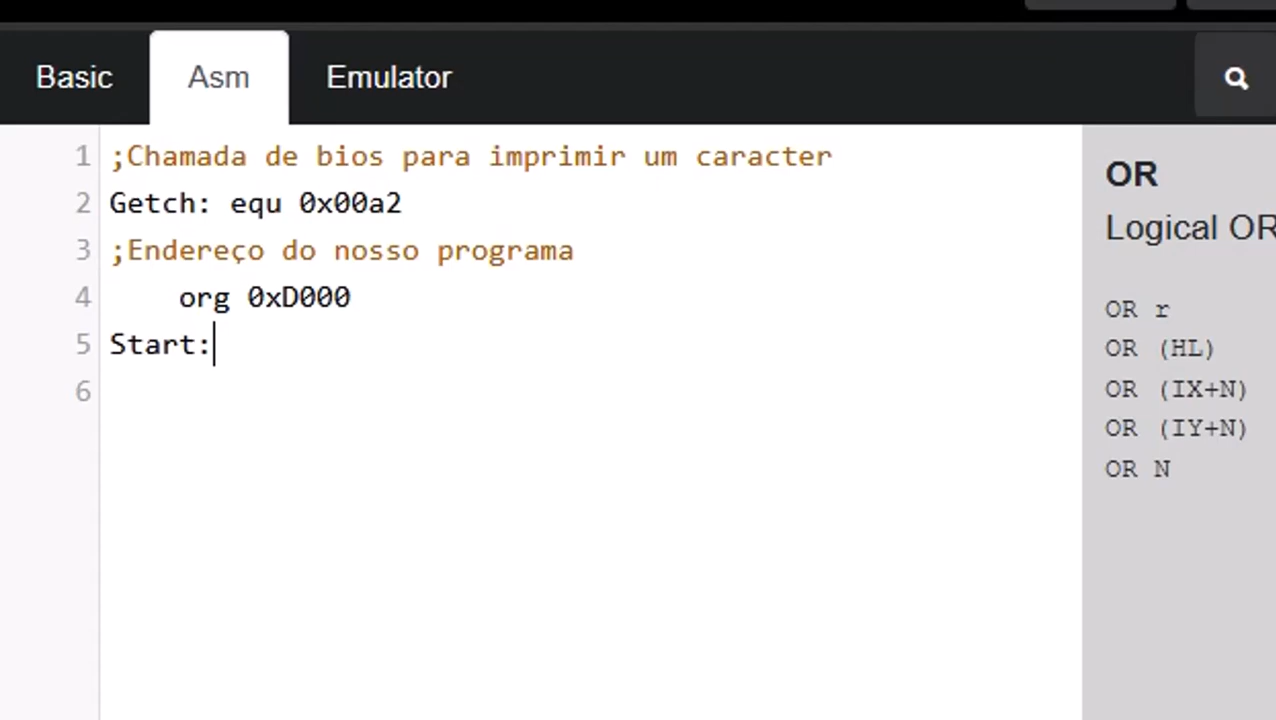 Basic Asm Emulator
1 ;Chamada de bios para imprimir um caracter
2 Getch: equ 0x00a2
3 ;Endereço do nosso programa
4 org 0xD000
5 Start:
6
OR
Logical OR
OR r
OR (HL)
OR (IX+N)
OR (IY+N)
OR N